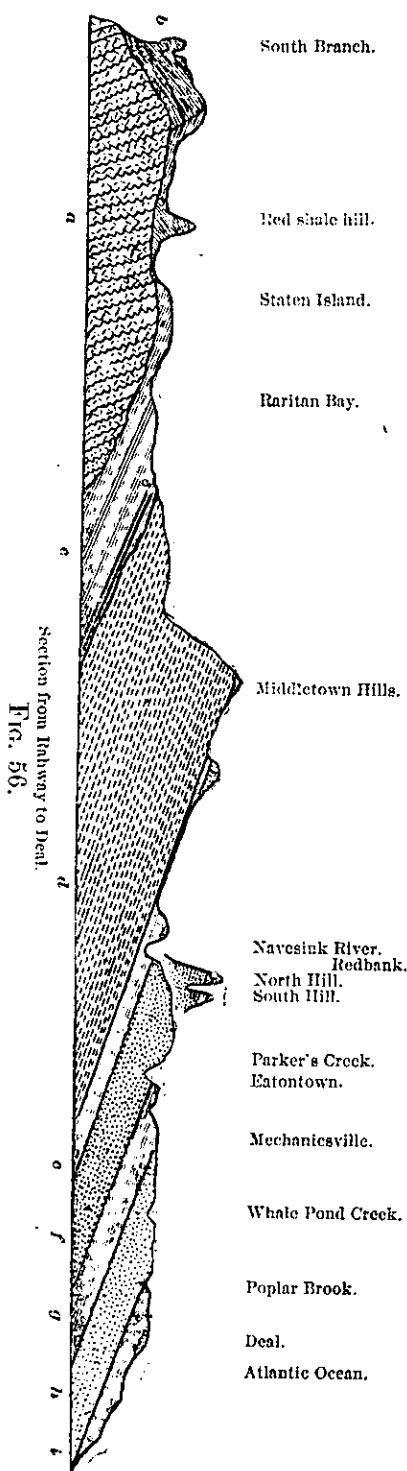 South Branch.
Red shale hill.
Staten Island.
Raritan Bay.
Middletown Hills.
Navesink River.
Redbank.
North Hill.
South Hill.
Parker's Creek.
Eatontown.
Mechanicsville.
Whale Pond Creek.
Poplar Brook.
Deal.
Atlantic Ocean.
b
a
c
d
e
f
g
h
i
Section from Rahway to Deal.
FIG. 56.